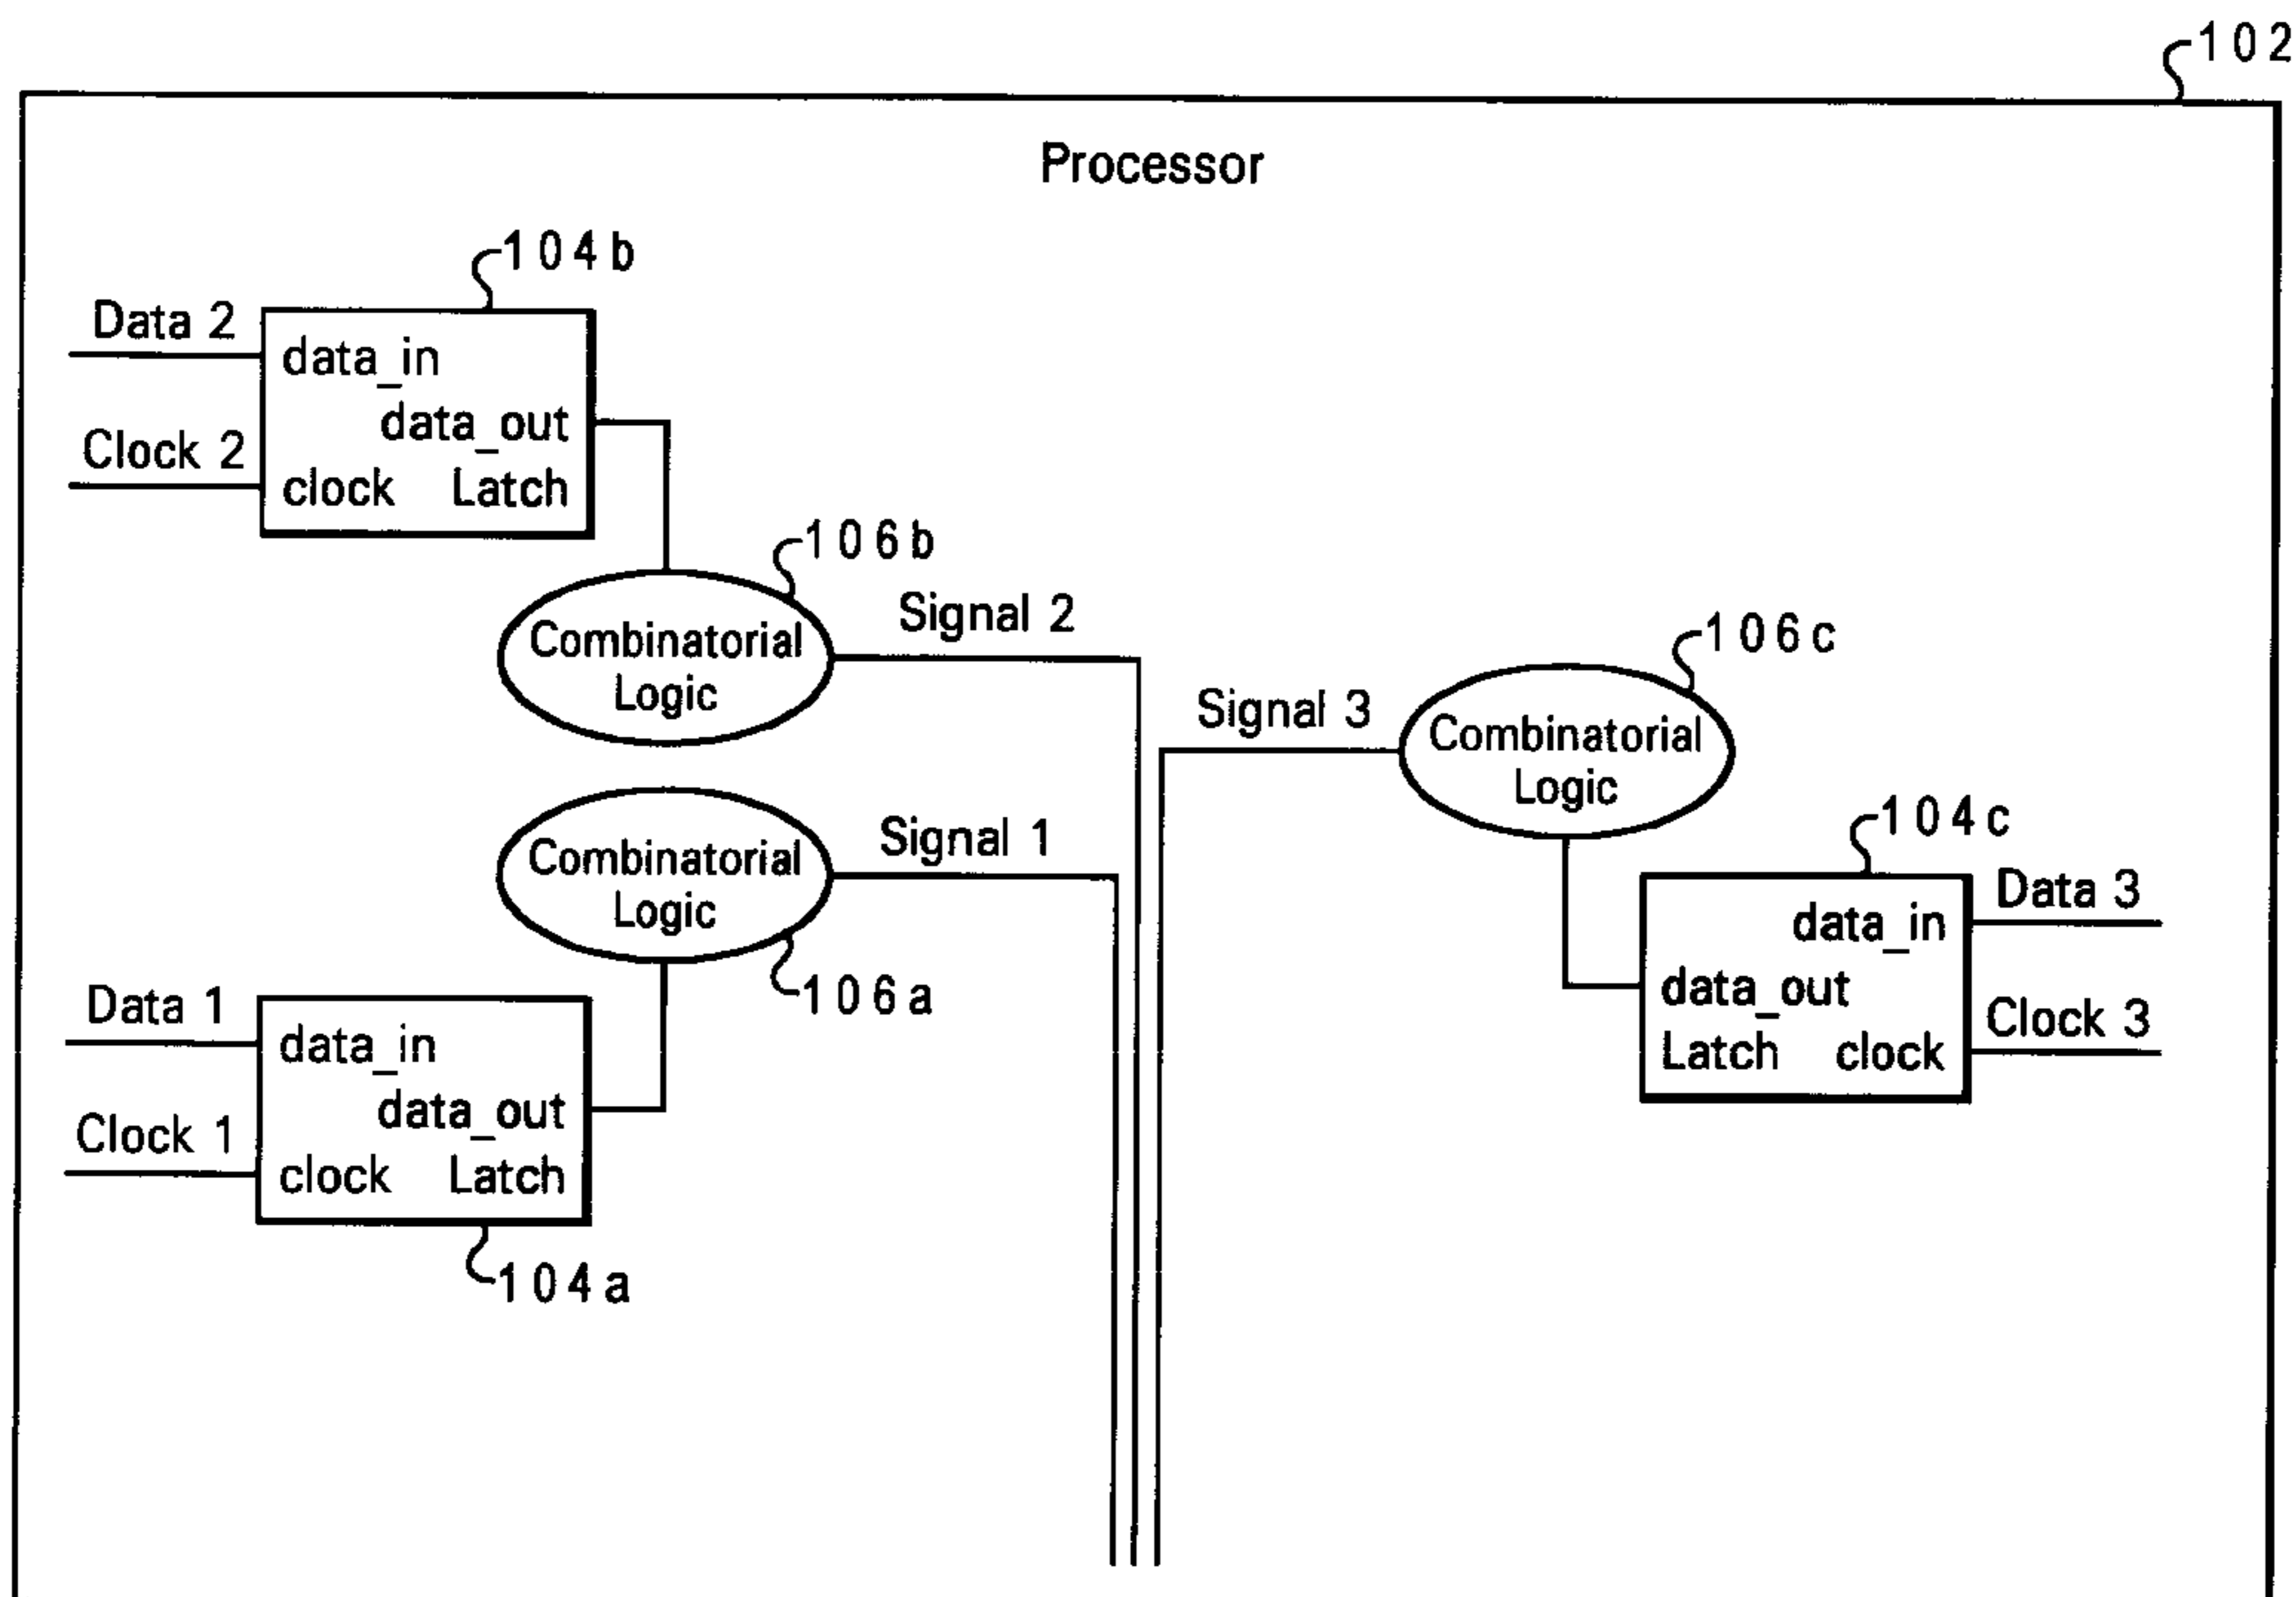 102
Processor
104b
Data 2
data_in
data_out
Clock 2
clock Latch
106b
Combinatorial
Logic
Signal 2
106c
Signal 3
Combinatorial
Logic
Combinatorial
Logic
Signal 1
106a
104c
Data 3
data_in
data_out
Clock 3
Latch clock
Data 1
data_in
data_out
Clock 1
clock Latch
104a